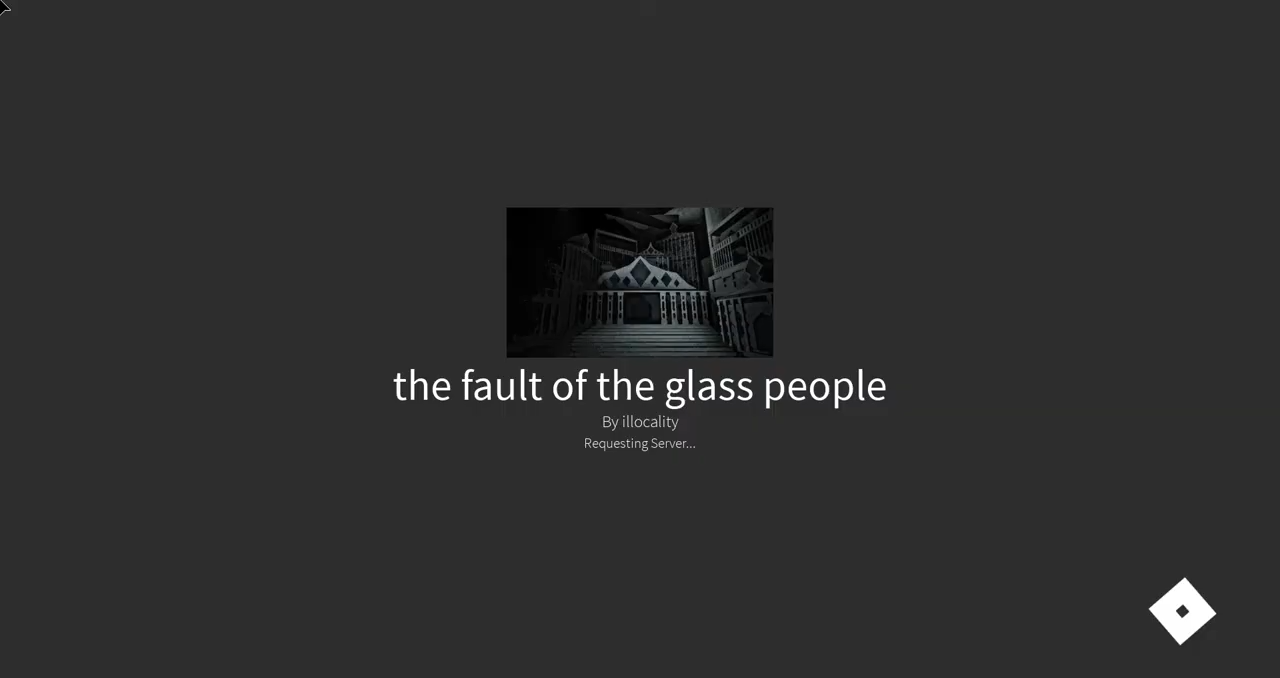 the fault of the glass people
By illocality
Requesting Server...